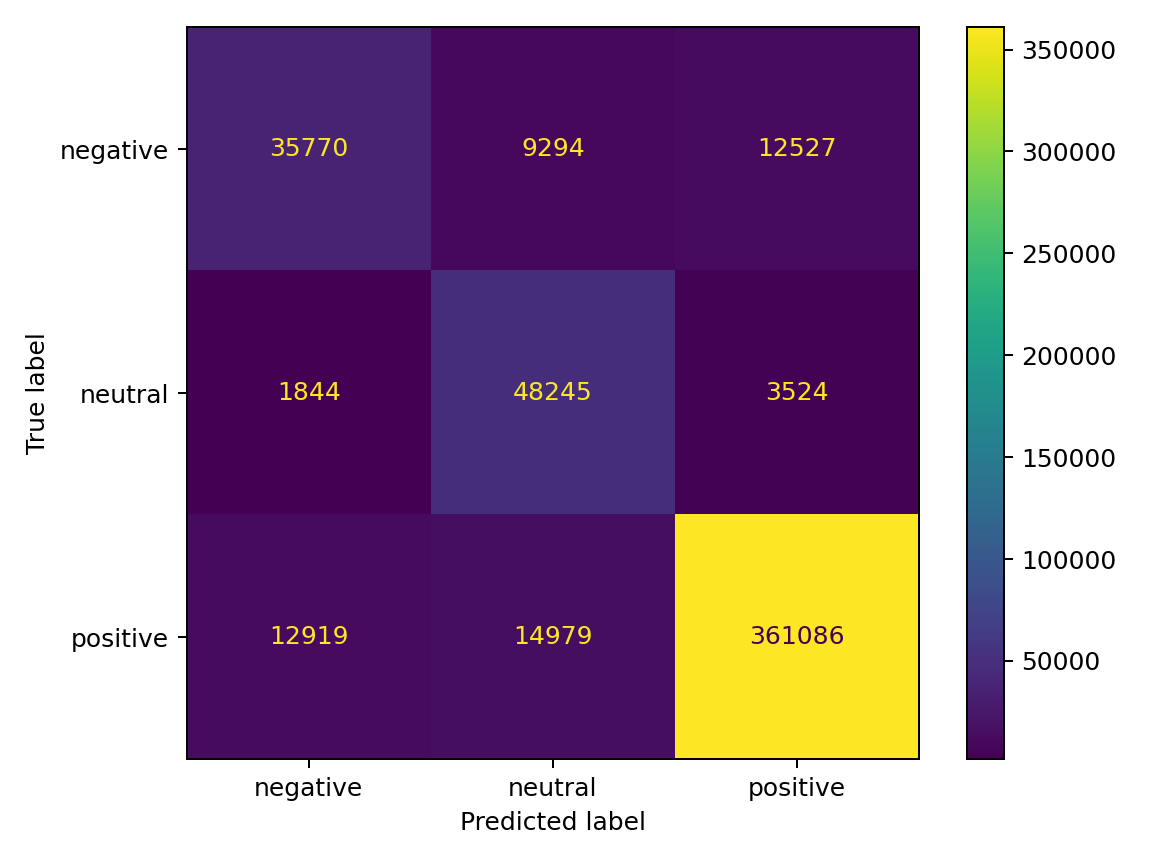 negative 35770 9294 12527
neutral 1844 48245 3524
positive 12919 14979 361086
negative neutral positive
Predicted label
True label
350000
300000
250000
200000
150000
100000
50000